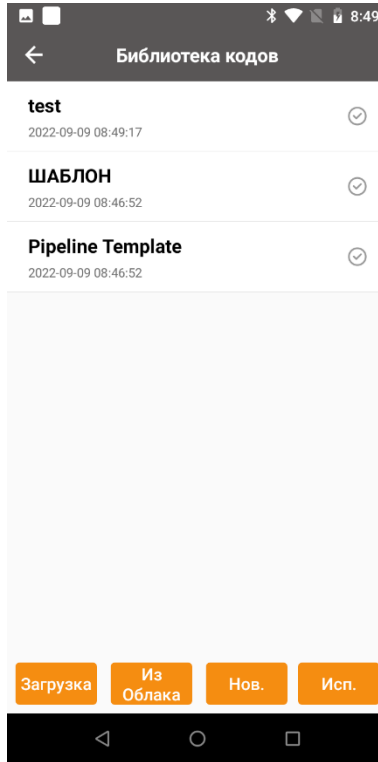 8:49
Библиотека кодов
test
2022-09-09 08:49:17
ШАБЛОН
2022-09-09 08:46:52
Pipeline Template
2022-09-09 08:46:52
Загрузка
Из
Облака
Нов.
Исп.